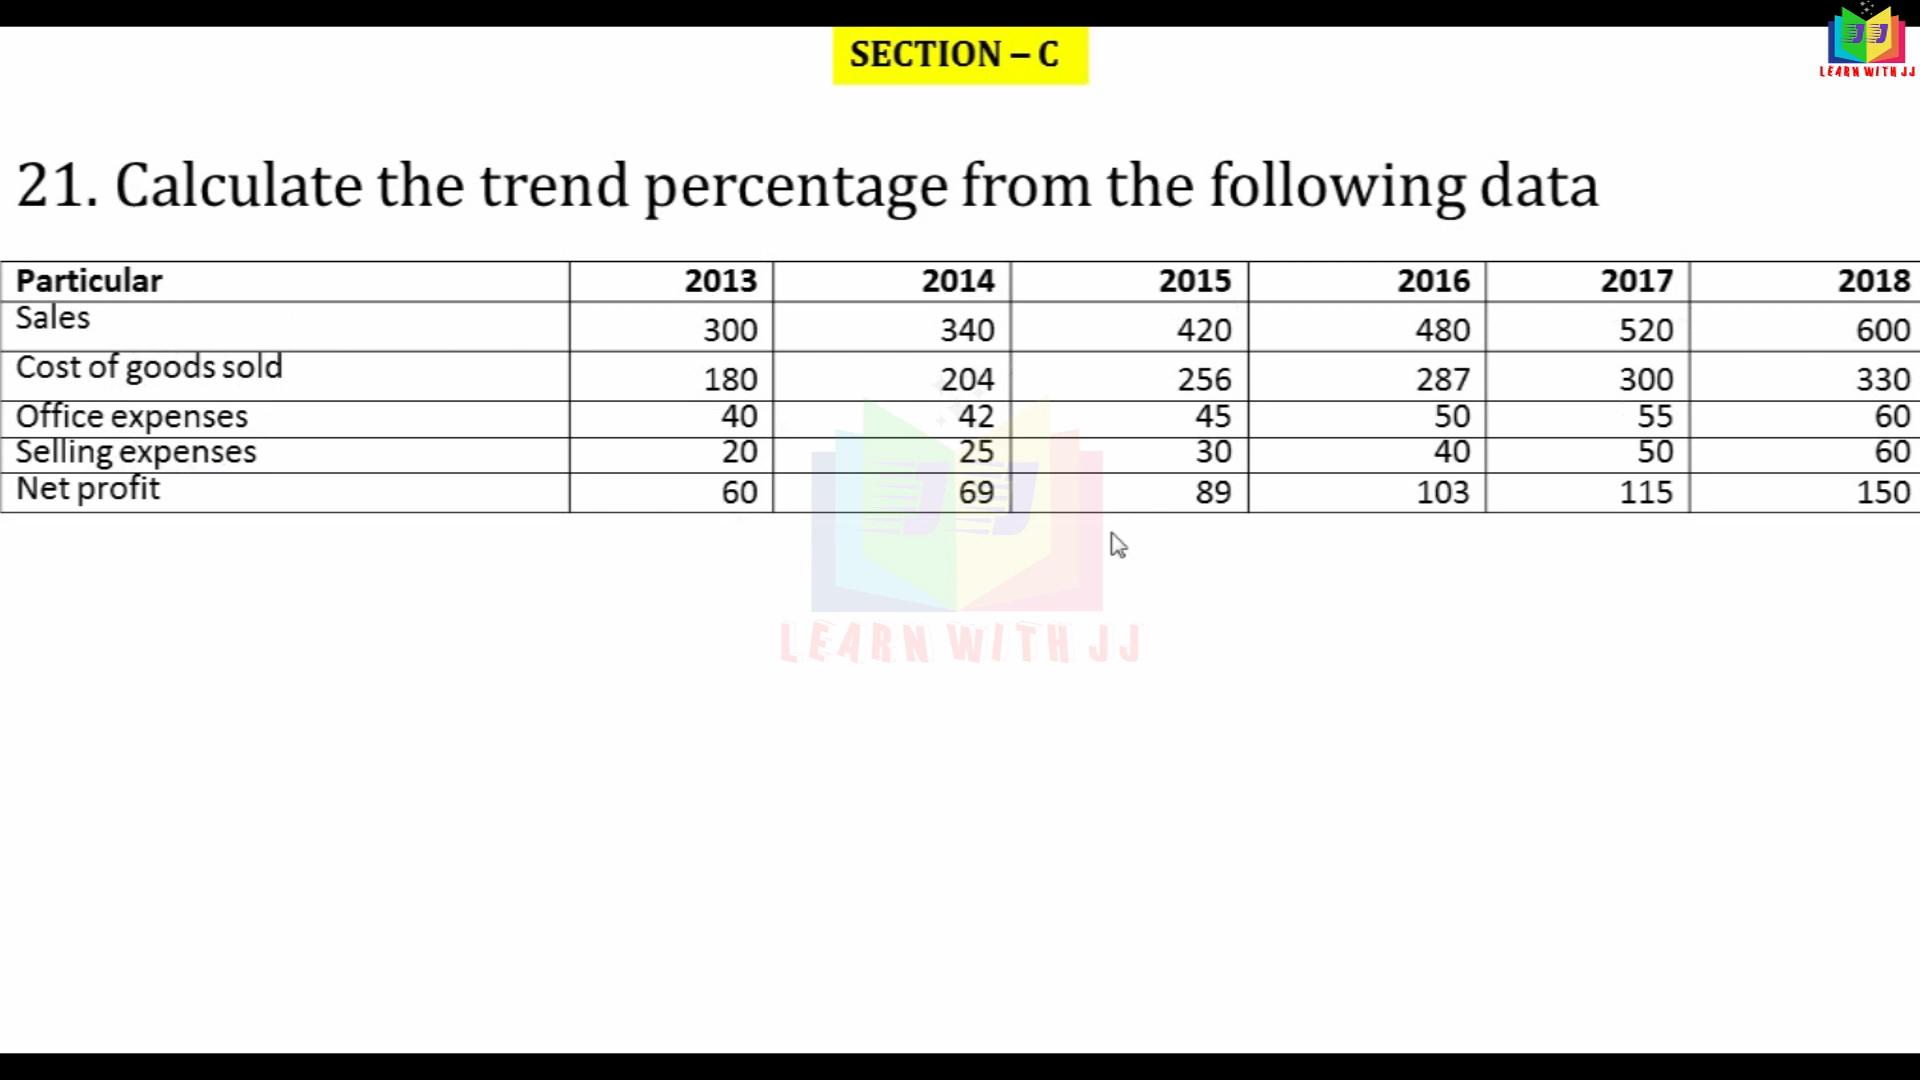 SECTION – C
LEARN WITH JJ
21. Calculate the trend percentage from the following data
Particular 2013 2014 2015 2016 2017 2018
Sales 300 340 420 480 520 600
Cost of goods sold 180 204 256 287 300 330
Office expenses 40 42 45 50 55 60
Selling expenses 20 25 30 40 50 60
Net profit 60 69 89 103 115 150
JJ
LEARN WITH JJ